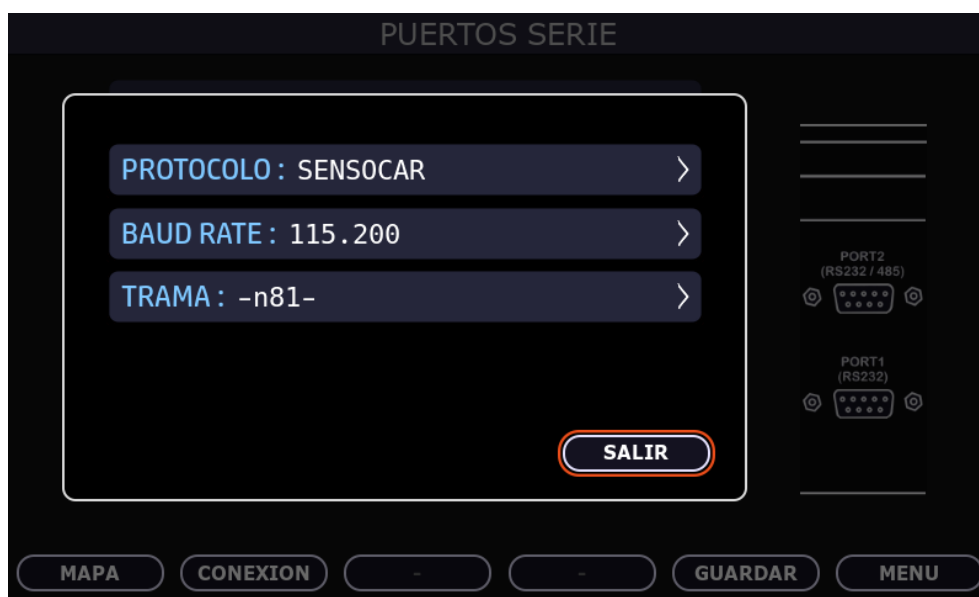 PUERTOS SERIE
PROTOCOLO : SENSOCAR
BAUD RATE : 115.200
TRAMA : -n81-
SALIR
PORT2
(RS232 / 485)
PORT1
(RS232)
MAPA CONEXION - - GUARDAR MENU